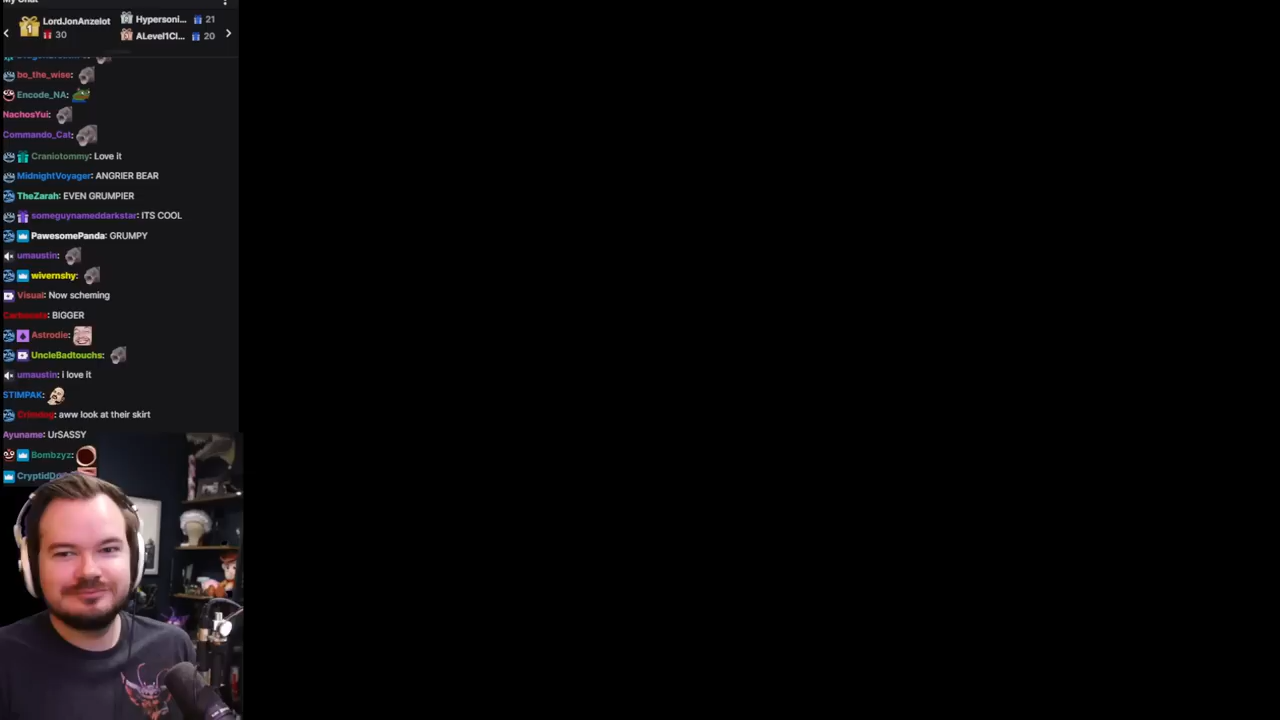 My Chat
LordJonAnzelot
30
Hypersoni... 21
ALevel1Cl... 20
bo_the_wise:
Encode_NA:
NachosYui:
Commando_Cat:
Craniotommy: Love it
MidnightVoyager: ANGRIER BEAR
TheZarah: EVEN GRUMPIER
someguynameddarkstar: ITS COOL
PawesomePanda: GRUMPY
umaustin:
wivernshy:
Visual: Now scheming
BIGGER
Astrodie:
UncleBadtouchs:
umaustin: i love it
STIMPAK:
Crimdog: aww look at their skirt
Ayuname: UrSASSY
Bombzyz: